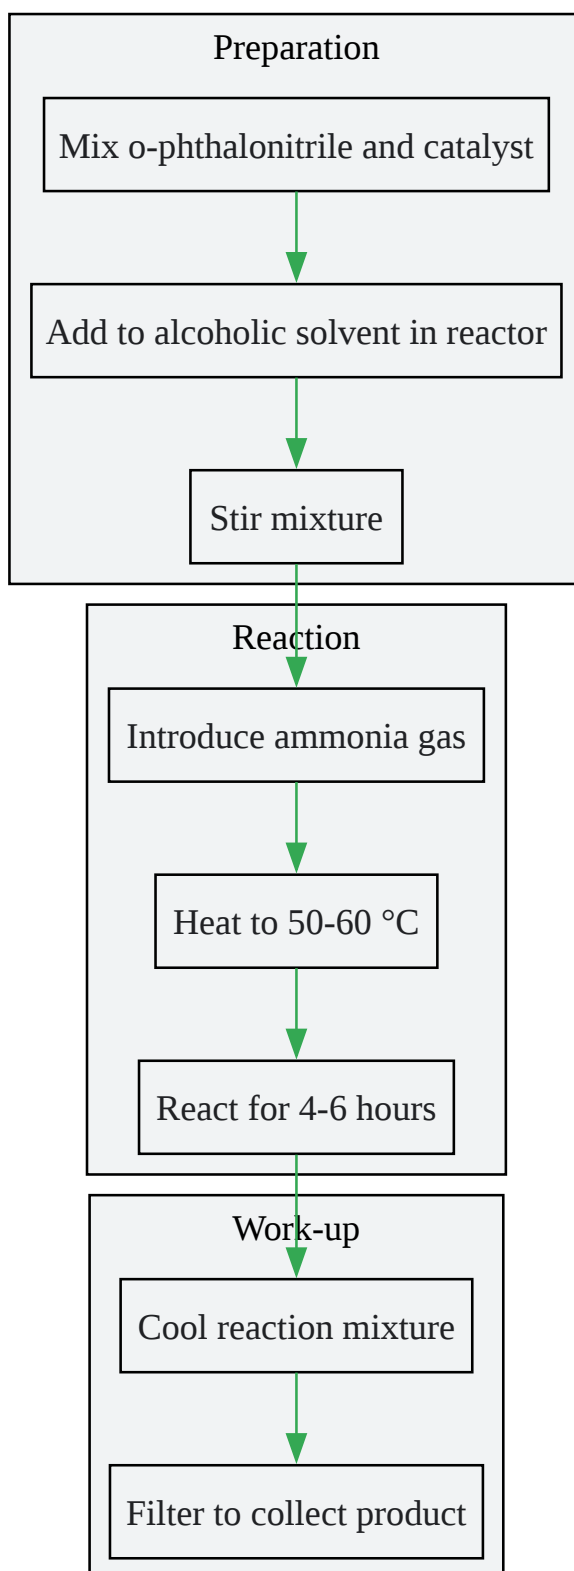 Preparation
Mix o-phthalonitrile and catalyst
Add to alcoholic solvent in reactor
Stir mixture
Reaction
Introduce ammonia gas
Heat to 50-60 °C
React for 4-6 hours
Work-up
Cool reaction mixture
Filter to collect product